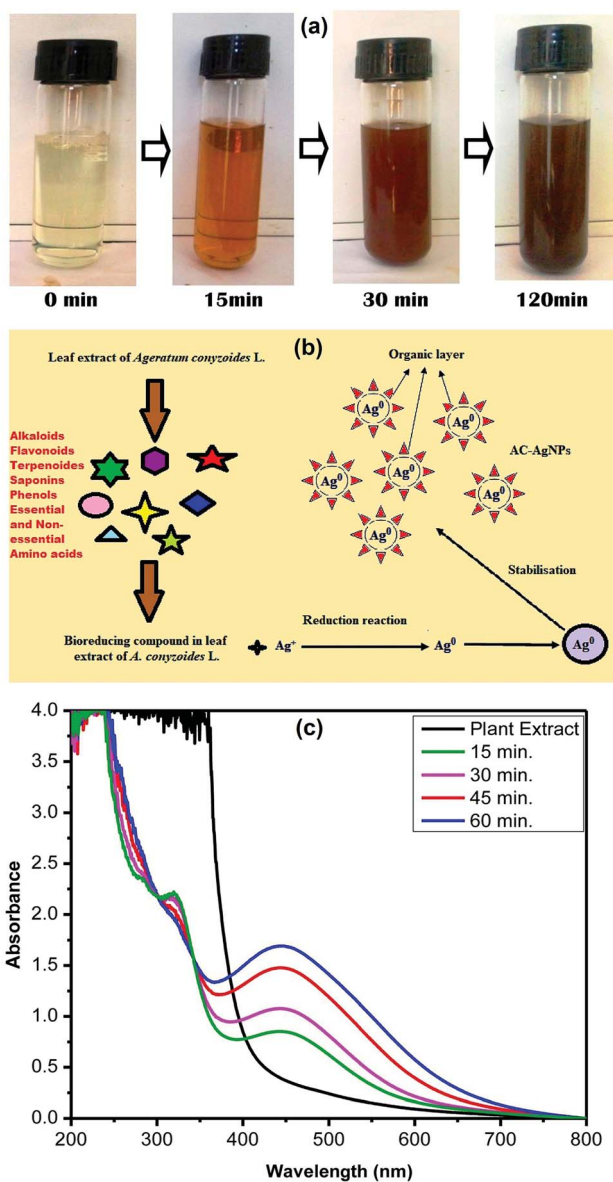 (a)
0 min
15min
30 min
120min
(b)
Leaf extract of Ageratum conyzoides L.
Alkaloids
Flavonoids
Terpenoides
Saponins
Phenols
Essential
and Non-
essential
Amino acids
Bioreducing compound in leaf
extract of A. conyzoides L.
Ag⁺
Reduction reaction
Ag⁰
Ag⁰
Stabilisation
Organic layer
Ag⁰
Ag⁰
Ag⁰
Ag⁰
Ag⁰
Ag⁰
AC-AgNPs
(c)
Plant Extract
15 min.
30 min.
45 min.
60 min.
Absorbance
4.0
3.5
3.0
2.5
2.0
1.5
1.0
0.5
0.0
200
300
400
500
600
700
800
Wavelength (nm)